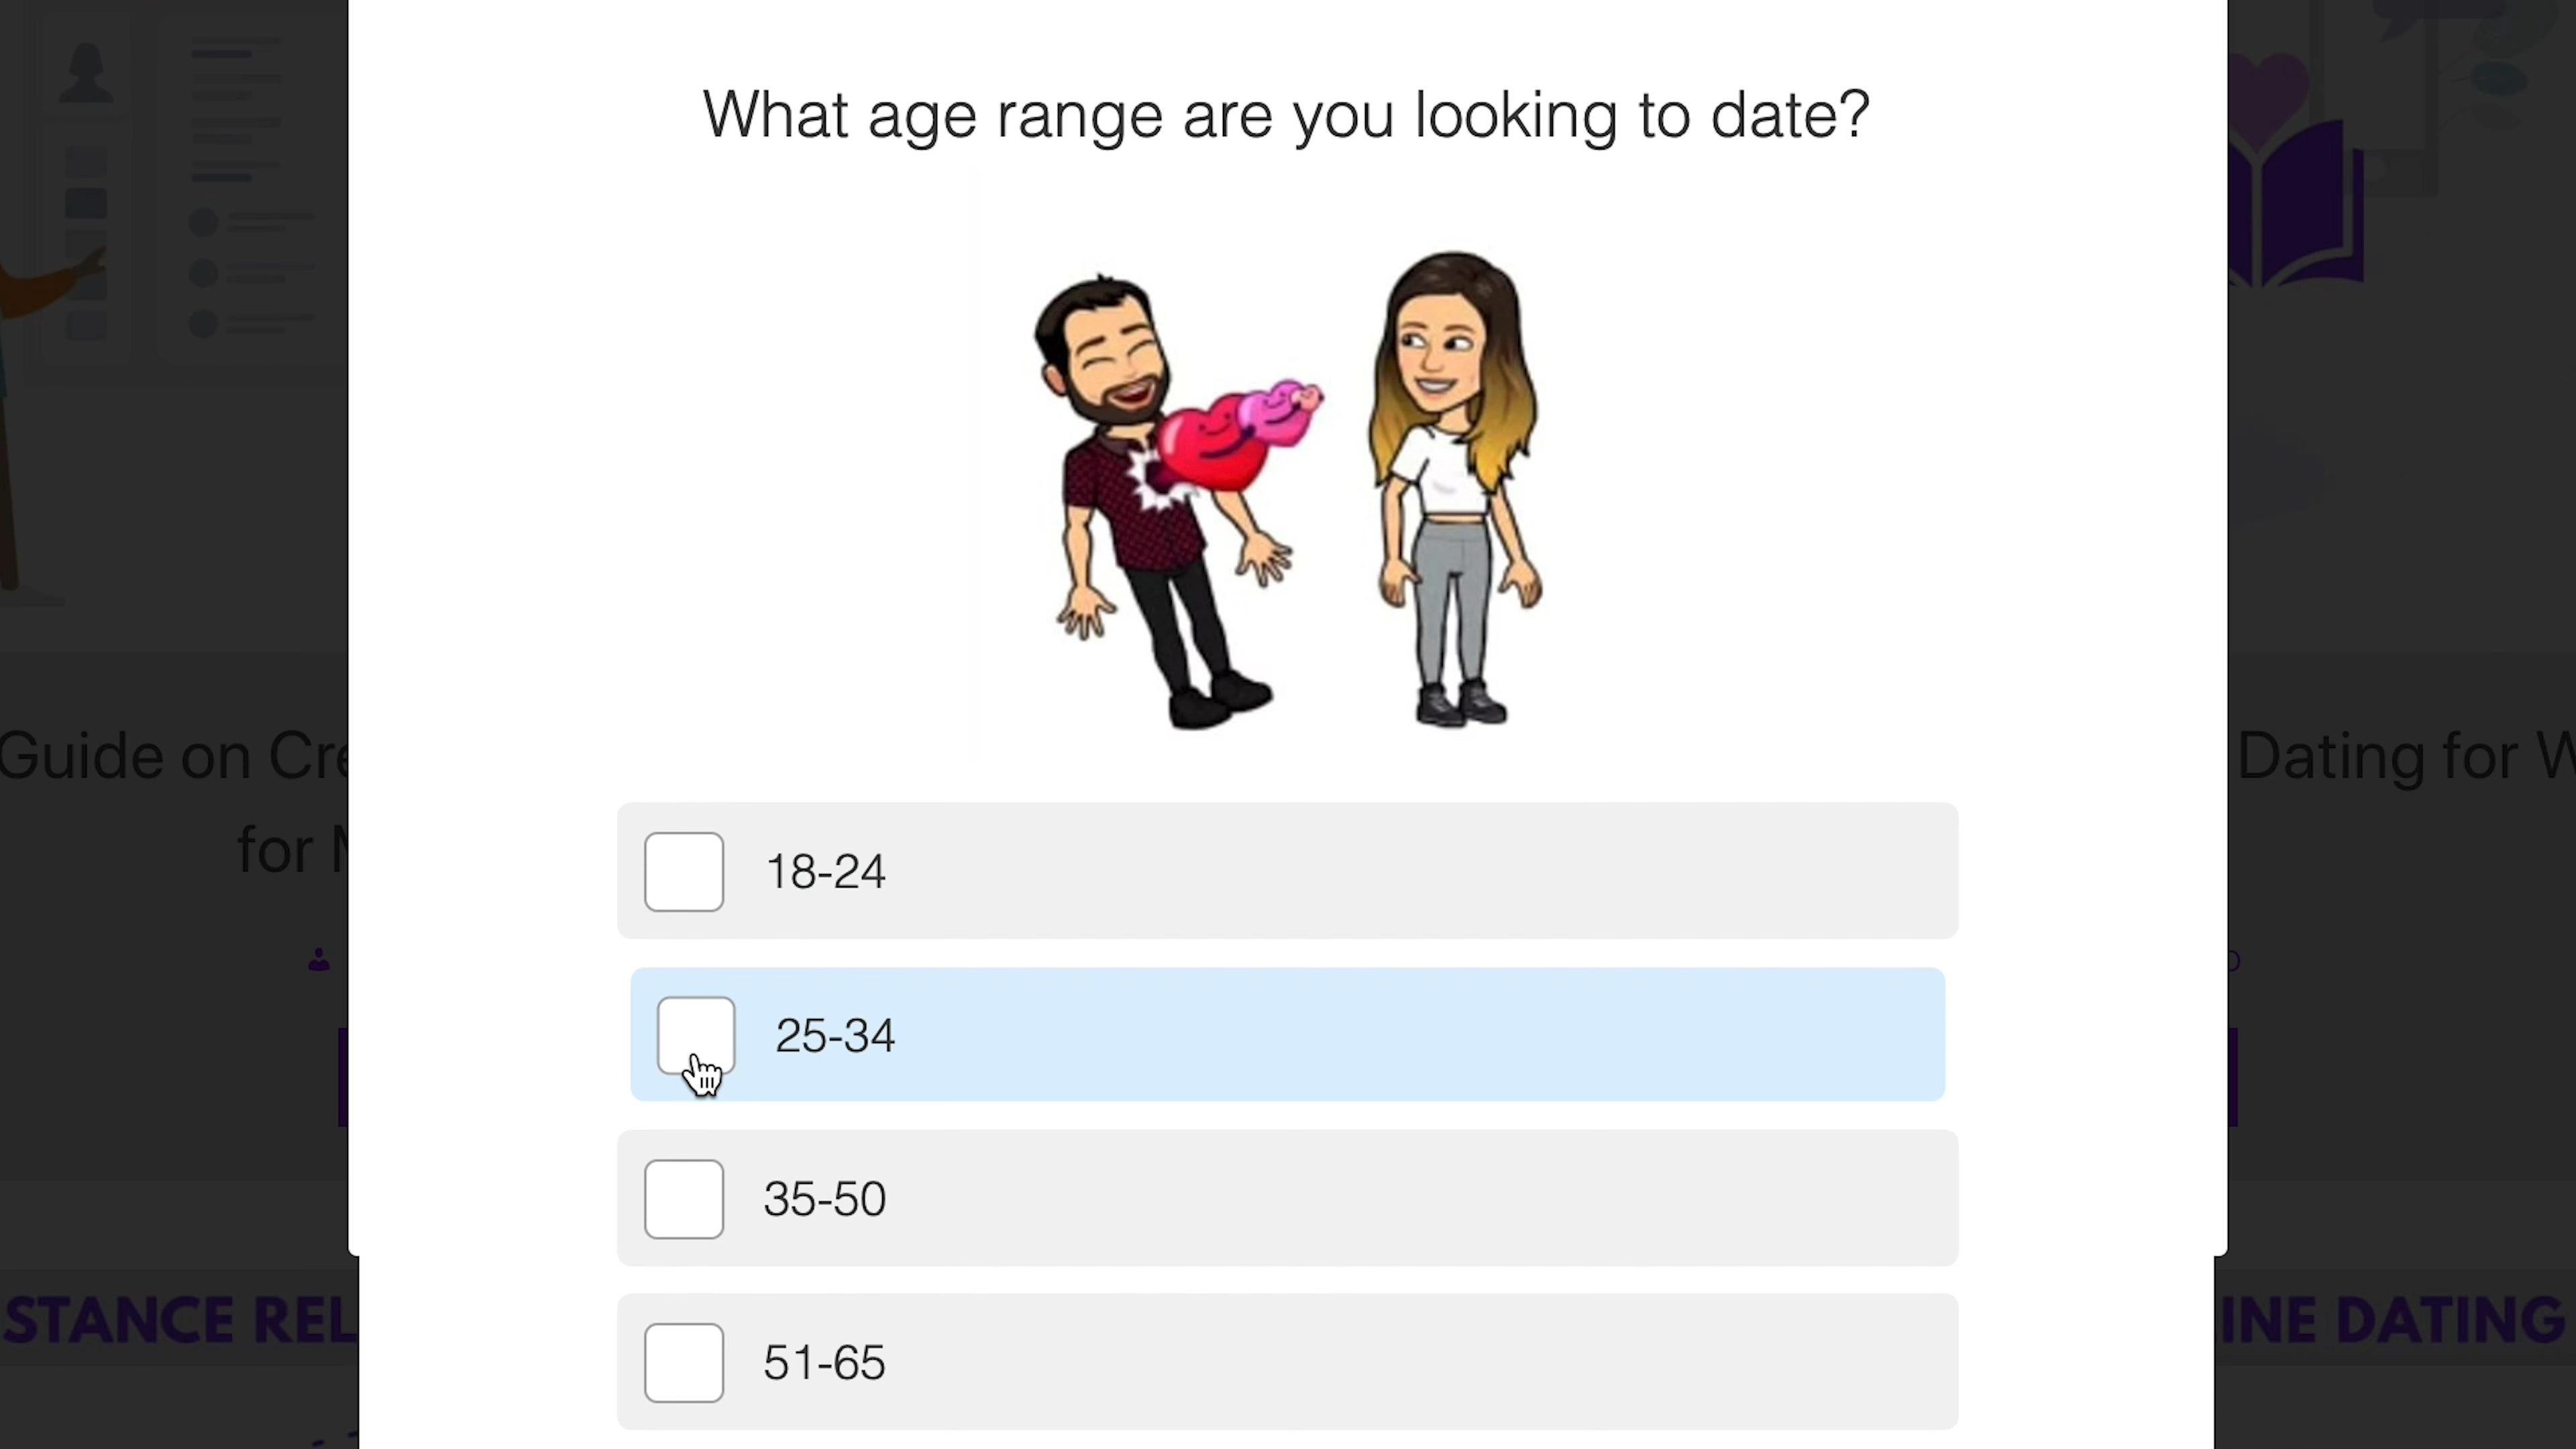 What age range are you looking to date?
Guide on Cre
for
Dating for W
18-24
25-34
35-50
51-65
STANCE REL
INE DATING